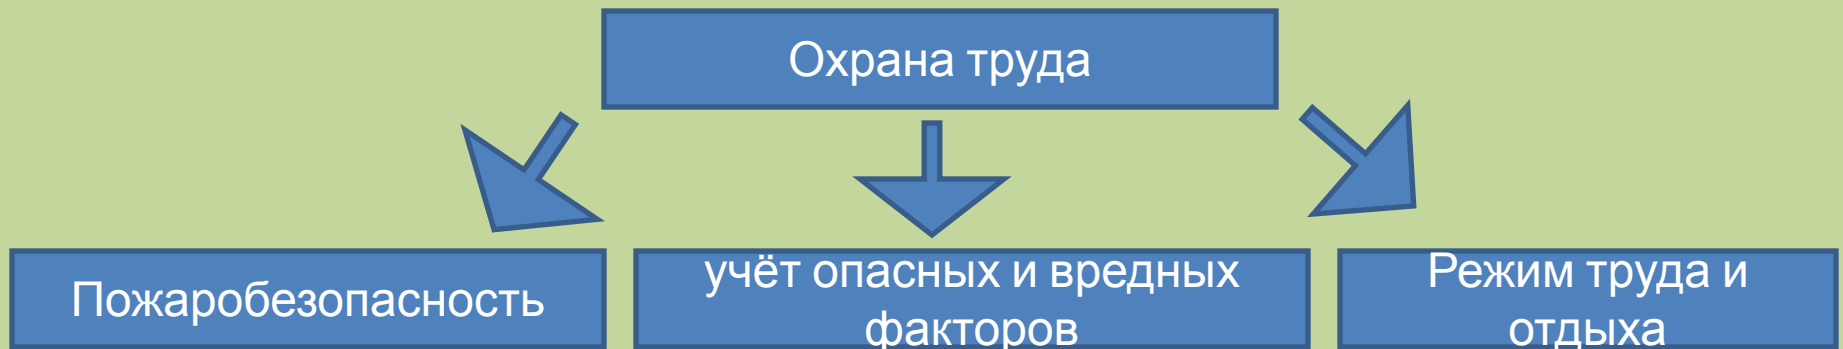 Охрана труда
Пожаробезопасность
учёт опасных и вредных
факторов
Режим труда и
отдыха